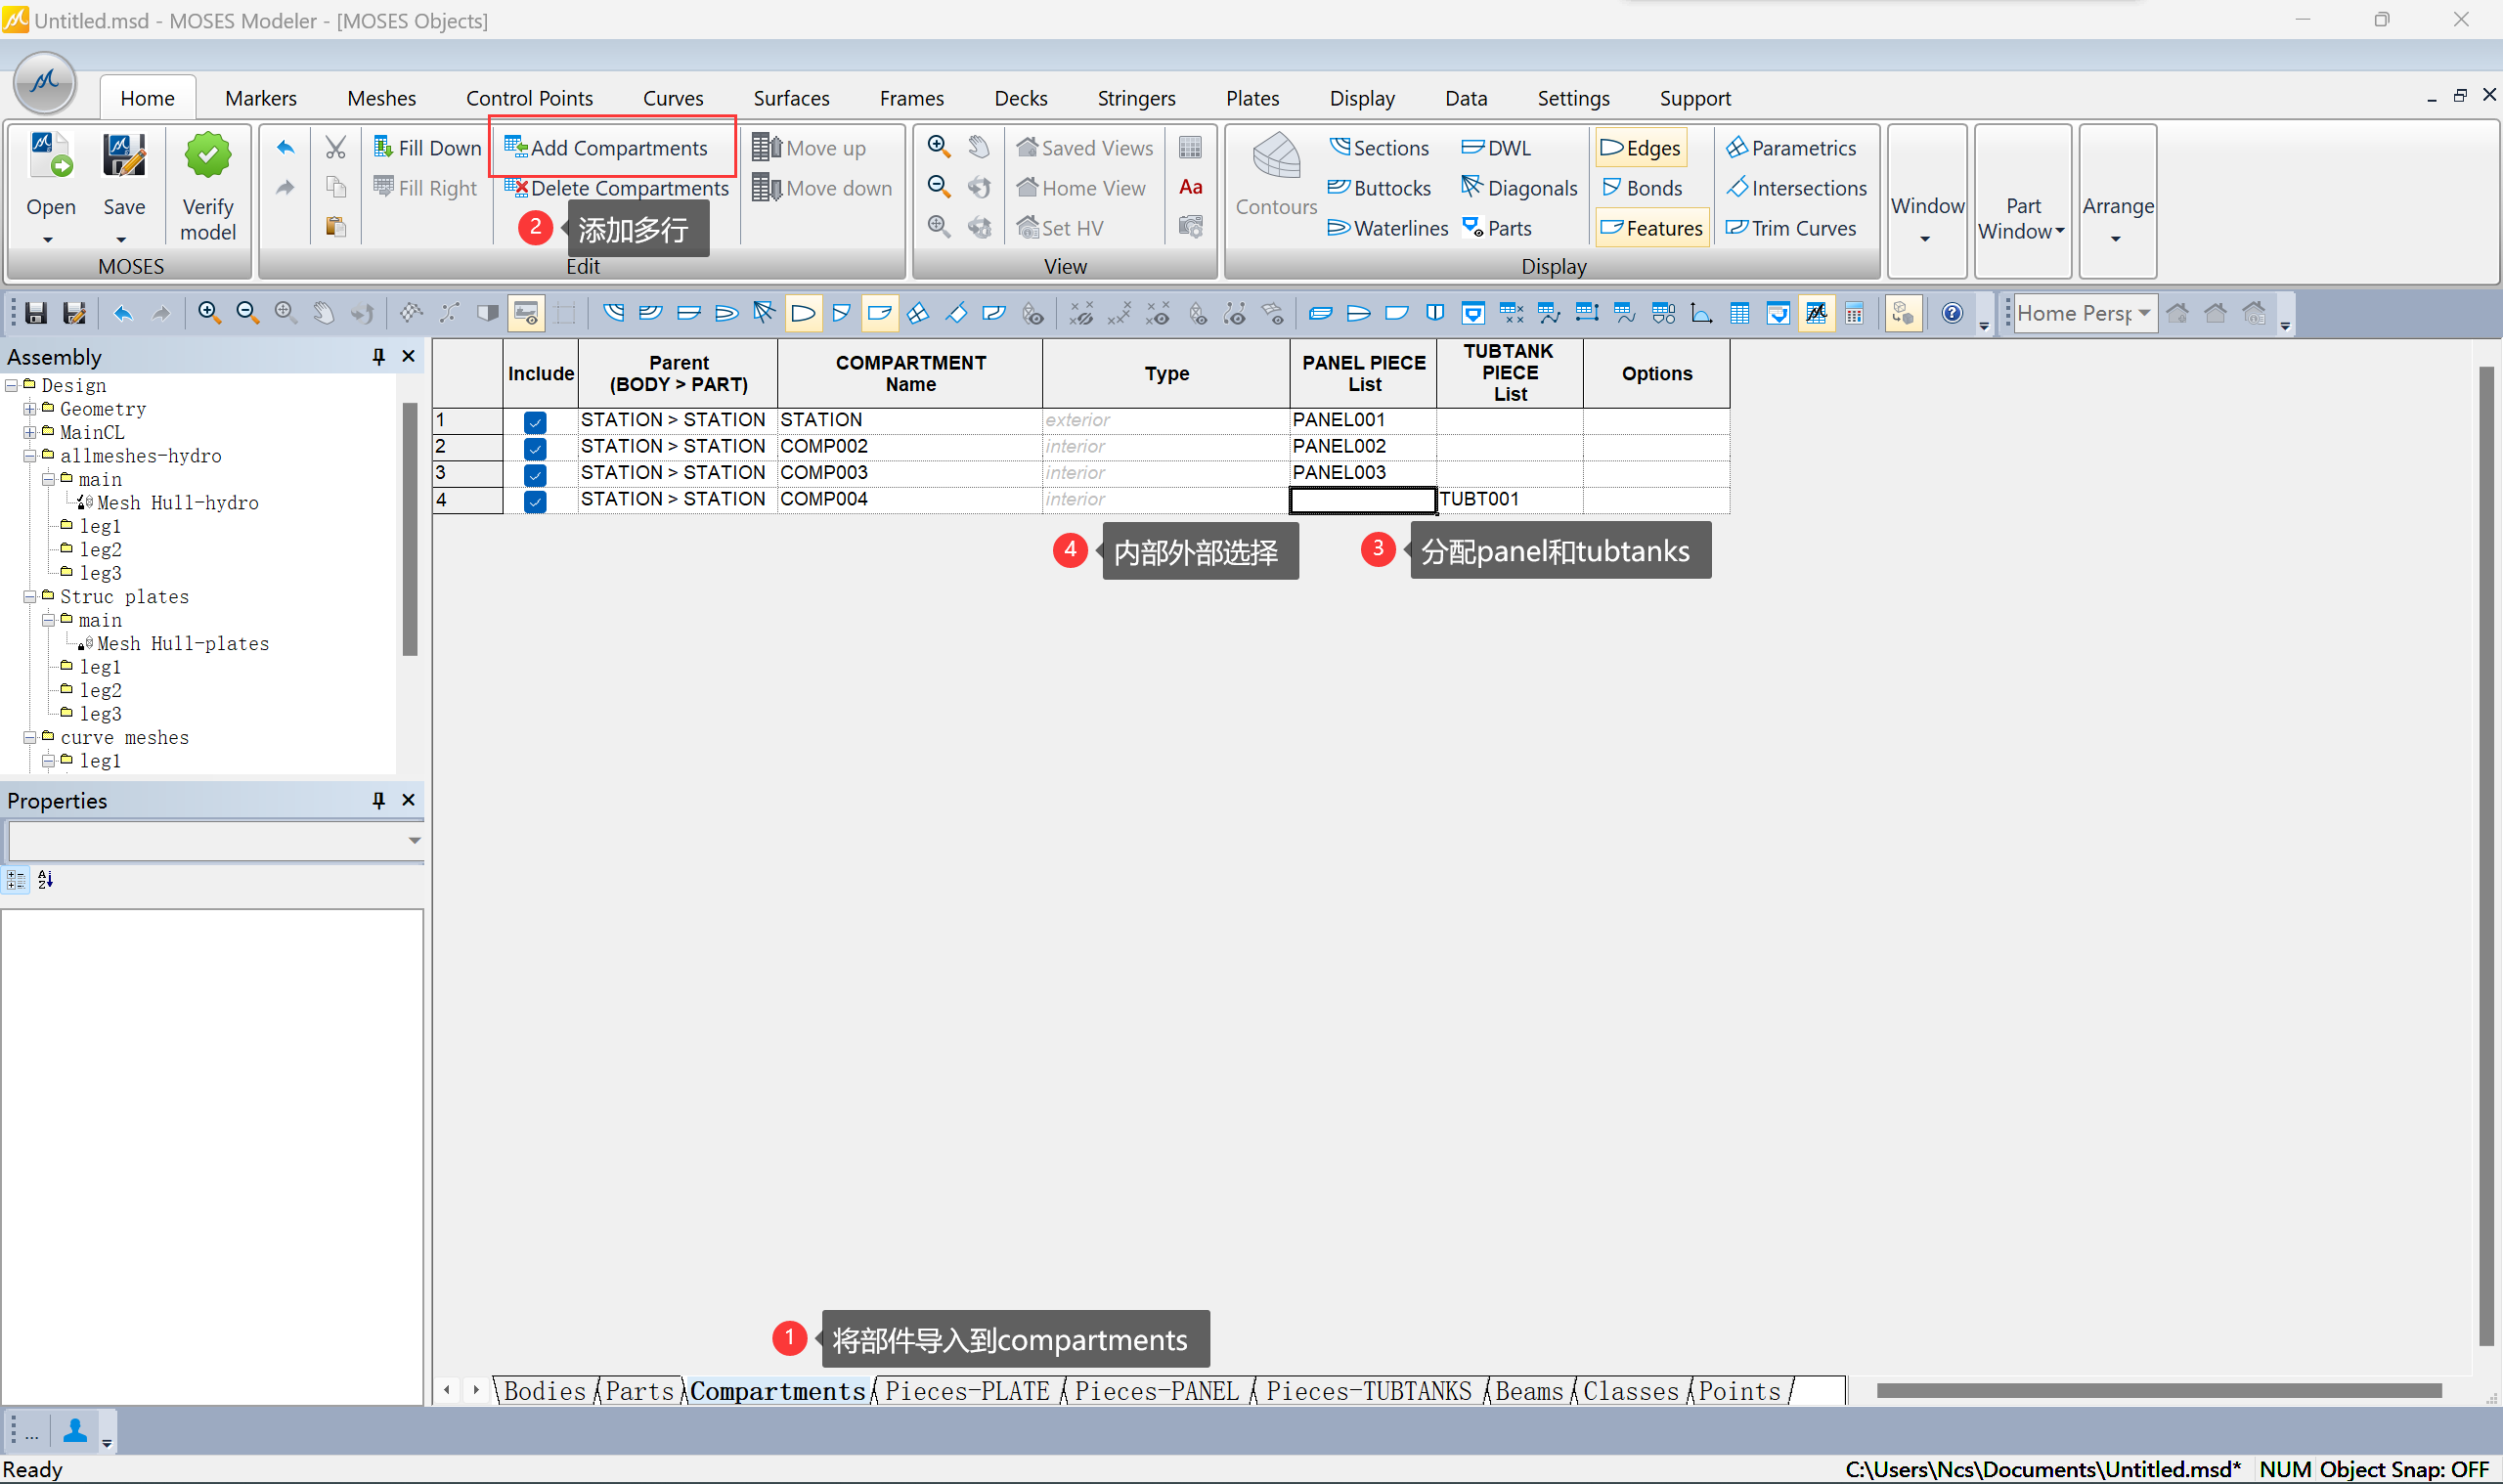 Untitled.msd - MOSES Modeler - [MOSES Objects]
Home Markers Meshes Control Points Curves Surfaces Frames Decks Stringers Plates Display Data Settings Support
Open
Save
Verify model
MOSES
Fill Down
Fill Right
Add Compartments
Delete Compartments
2 添加多行
Move up
Move down
Edit
Saved Views
Home View
Set HV
Aa
View
Contours
Sections
Buttocks
Waterlines
DWL
Diagonals
Parts
Edges
Bonds
Features
Parametrics
Intersections
Trim Curves
Display
Window
Part Window
Arrange
Home Persp
Assembly
Design
Geometry
MainCL
allmeshes-hydro
main
Mesh Hull-hydro
leg1
leg2
leg3
Struc plates
main
Mesh Hull-plates
leg1
leg2
leg3
curve meshes
leg1
Properties
Include Parent (BODY > PART) COMPARTMENT Name Type PANEL PIECE List TUBTANK PIECE List Options
1 STATION > STATION STATION exterior PANEL001
2 STATION > STATION COMP002 interior PANEL002
3 STATION > STATION COMP003 interior PANEL003
4 STATION > STATION COMP004 interior TUBT001
4 内部外部选择
3 分配panel和tubtanks
1 将部件导入到compartments
Bodies Parts Compartments Pieces-PLATE Pieces-PANEL Pieces-TUBTANKS Beams Classes Points
...
Ready
C:\Users\Ncs\Documents\Untitled.msd* NUM Object Snap: OFF